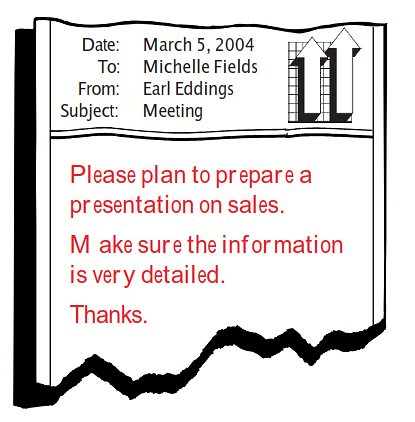 Date: March 5, 2004
To: Michelle Fields
From: Earl Eddings
Subject: Meeting
Please plan to prepare a
presentation on sales.
Make sure the information
is very detailed.
Thanks.